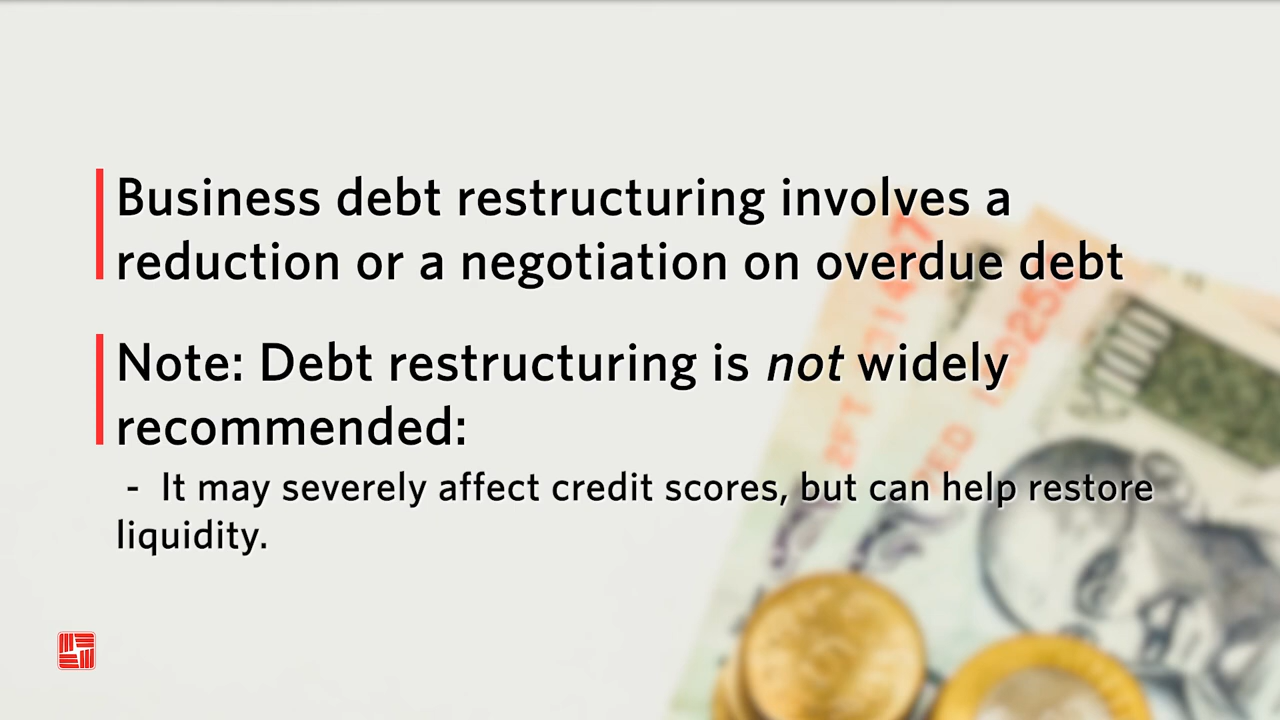 Business debt restructuring involves a
reduction or a negotiation on overdue debt
Note: Debt restructuring is not widely
recommended:
- It may severely affect credit scores, but can help restore
liquidity.
100